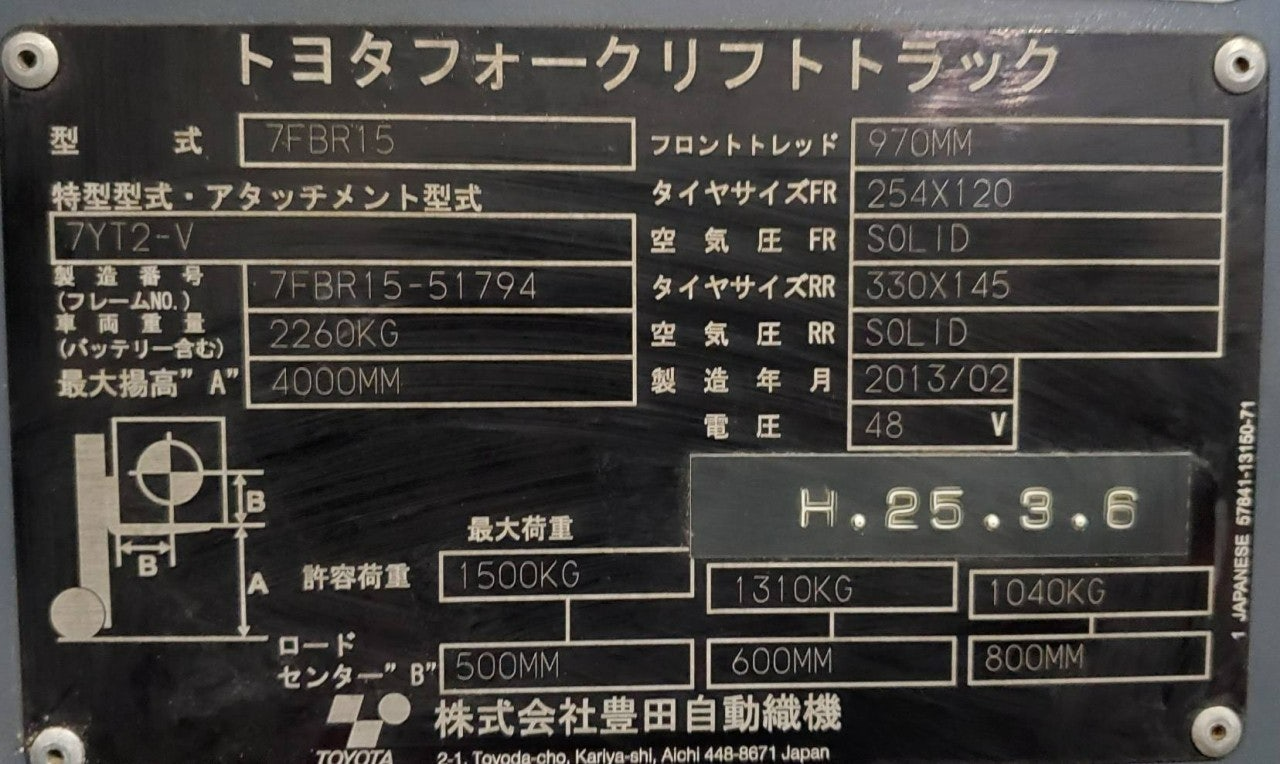 トヨタフォークリフトトラック
型 式 7FBR15
特型型式・アタッチメント型式
7YT2-V
製造番号 7FBR15-51794
(フレームNO.)
車両重量 2260KG
(バッテリー含む)
最大揚高"A" 4000MM
フロントトレッド 970MM
タイヤサイズFR 254X120
空気圧 FR SOLID
タイヤサイズRR 330X145
空気圧 RR SOLID
製造年月 2013/02
電圧 48 V
H.25.3.6
B
B
A
最大荷重
許容荷重 1500KG 1310KG 1040KG
ロード
センター"B" 500MM 600MM 800MM
TOYOTA
株式会社豊田自動織機
2-1, Toyoda-cho, Kariya-shi, Aichi 448-8671 Japan
1 JAPANESE 57841-13150-71